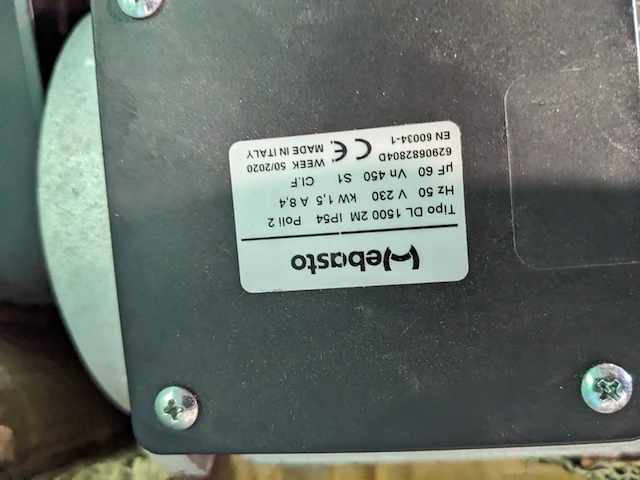 Webasto
Tipo DL 1500 2M IP54 Poli 2
Hz 50 V 230 kW 1,5 A 8,4
µF 60 Vn 450 S1 Cl.F
6290682804D CE WEEK 50/2020
EN 60034-1 MADE IN ITALY